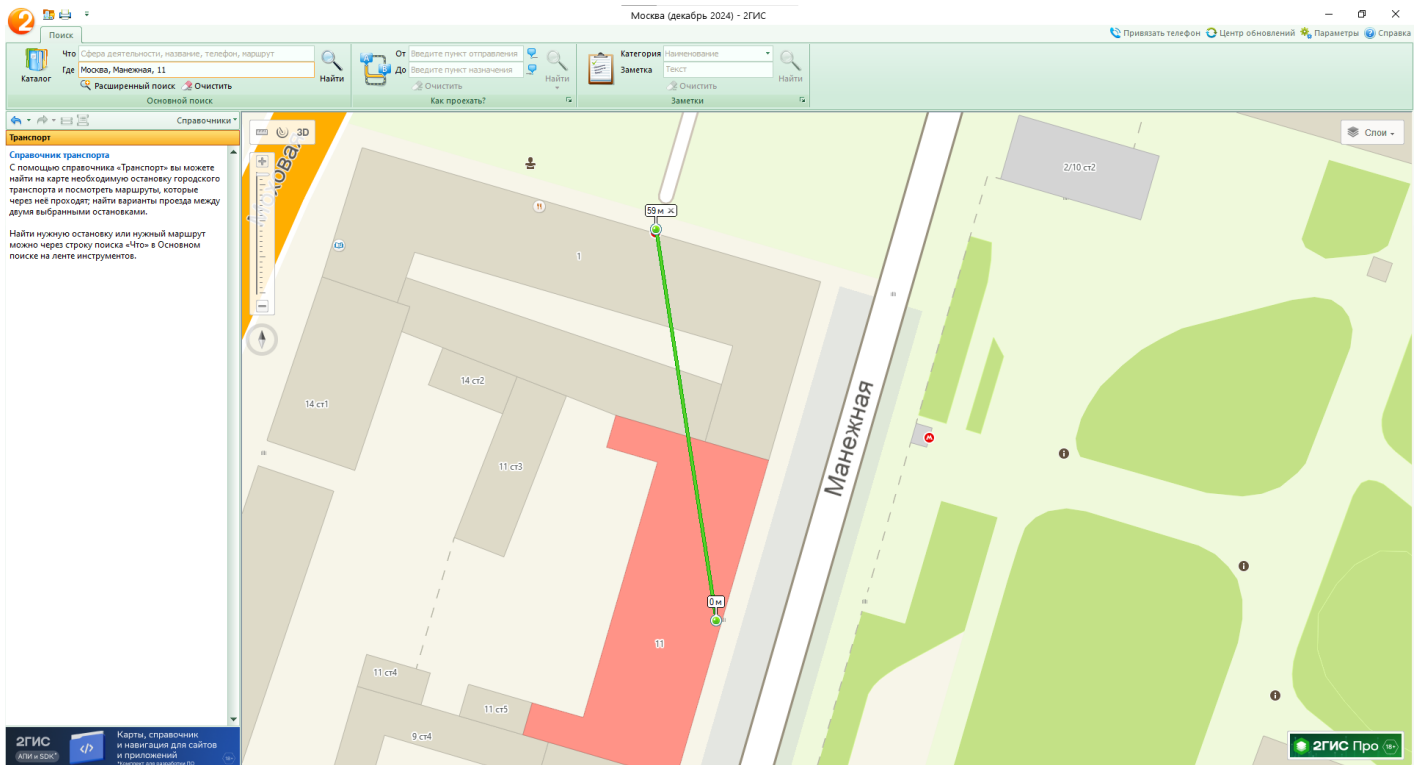 Москва (декабрь 2024) - 2ГИС
Поиск
Привязать телефон Центр обновлений Параметры Справка
Каталог
Что Сфера деятельности, название, телефон, маршрут
Где Москва, Манежная, 11
Расширенный поиск Очистить
Найти
Основной поиск
От Введите пункт отправления
До Введите пункт назначения
Очистить
Найти
Как проехать?
Категория Наименование
Заметка Текст
Очистить
Найти
Заметки
Справочники
Транспорт
Справочник транспорта
С помощью справочника «Транспорт» вы можете
найти на карте необходимую остановку городского
транспорта и посмотреть маршруты, которые
через неё проходят; найти варианты проезда между
двумя выбранными остановками.
Найти нужную остановку или нужный маршрут
можно через строку поиска «Что» в Основном
поиске на ленте инструментов.
2ГИС
АПИ и SDK*
Карты, справочник
и навигация для сайтов
и приложений
*Комплект для разработки ПО
18+
3D
Слои
59 м
2/10 ст2
1
14 ст2
14 ст1
11 ст3
Манежная
0 м
11
11 ст4
11 ст5
9 ст4
2ГИС Про 18+